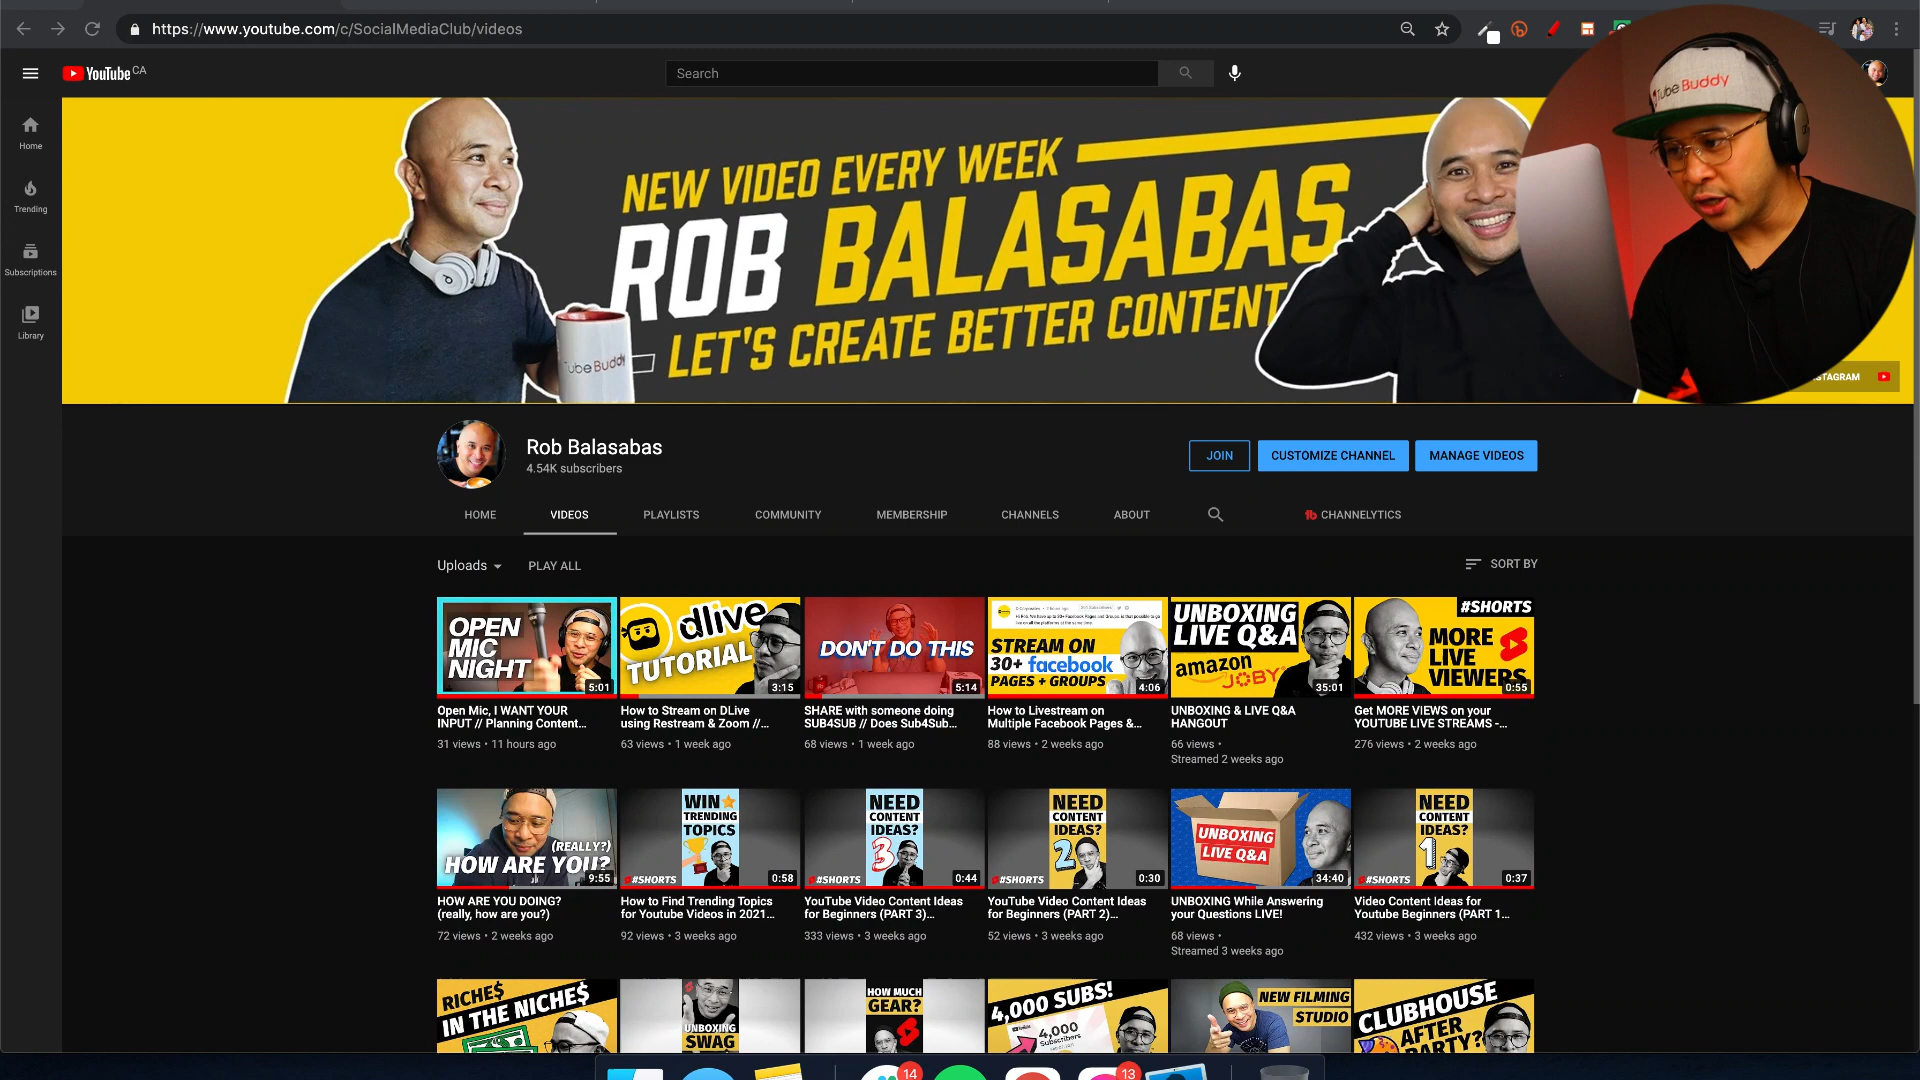 https://www.youtube.com/c/SocialMediaClub/videos
YouTube CA
Search
Home
Trending
Subscriptions
Library
NEW VIDEO EVERY WEEK
ROB BALASABAS
LET'S CREATE BETTER CONTENT
TubeBuddy
TubeBuddy
STAGRAM
Rob Balasabas
4.54K subscribers
JOIN
CUSTOMIZE CHANNEL
MANAGE VIDEOS
HOME
VIDEOS
PLAYLISTS
COMMUNITY
MEMBERSHIP
CHANNELS
ABOUT
CHANNELYTICS
Uploads
PLAY ALL
SORT BY
OPEN
MIC
NIGHT
5:01
Open Mic, I WANT YOUR
INPUT // Planning Content...
31 views • 11 hours ago
dlive
TUTORIAL
3:15
How to Stream on DLive
using Restream & Zoom //...
63 views • 1 week ago
DON'T DO THIS
5:14
SHARE with someone doing
SUB4SUB // Does Sub4Sub...
68 views • 1 week ago
STREAM ON
30+ facebook
PAGES + GROUPS
4:06
How to Livestream on
Multiple Facebook Pages &...
88 views • 2 weeks ago
UNBOXING
LIVE Q&A
amazon
JOBY
35:01
UNBOXING & LIVE Q&A
HANGOUT
66 views •
Streamed 2 weeks ago
#SHORTS
MORE
LIVE
VIEWERS
0:55
Get MORE VIEWS on your
YOUTUBE LIVE STREAMS -...
276 views • 2 weeks ago
(REALLY?)
HOW ARE YOU?
9:55
HOW ARE YOU DOING?
(really, how are you?)
72 views • 2 weeks ago
WIN
TRENDING
TOPICS
#SHORTS
0:58
How to Find Trending Topics
for Youtube Videos in 2021...
92 views • 3 weeks ago
NEED
CONTENT
IDEAS?
3
#SHORTS
0:44
YouTube Video Content Ideas
for Beginners (PART 3)...
333 views • 3 weeks ago
NEED
CONTENT
IDEAS?
2
#SHORTS
0:30
YouTube Video Content Ideas
for Beginners (PART 2)...
52 views • 3 weeks ago
UNBOXING
LIVE Q&A
34:40
UNBOXING While Answering
your Questions LIVE!
68 views •
Streamed 3 weeks ago
NEED
CONTENT
IDEAS?
1
#SHORTS
0:37
Video Content Ideas for
Youtube Beginners (PART 1...
432 views • 3 weeks ago
RICHE$
IN THE NICHE$
UNBOXING
SWAG
HOW MUCH
GEAR?
4,000 SUBS!
4,000
Subscribers
NEW FILMING
STUDIO
CLUBHOUSE
AFTER
PARTY?
14
13